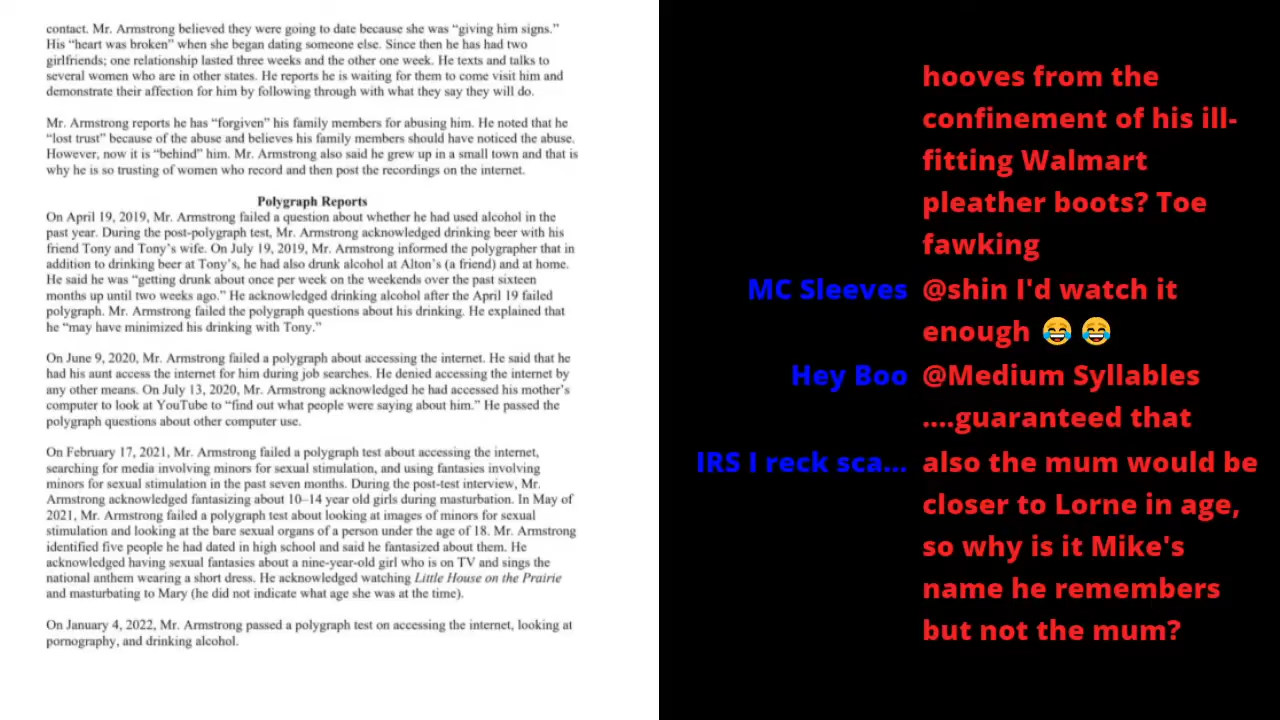 contact. Mr. Armstrong believed they were going to date because she was “giving him signs.”
His “heart was broken” when she began dating someone else. Since then he has had two
girlfriends; one relationship lasted three weeks and the other one week. He texts and talks to
several women who are in other states. He reports he is waiting for them to come visit him and
demonstrate their affection for him by following through with what they say they will do.
Mr. Armstrong reports he has “forgiven” his family members for abusing him. He noted that he
“lost trust” because of the abuse and believes his family members should have noticed the abuse.
However, now it is “behind” him. Mr. Armstrong also said he grew up in a small town and that is
why he is so trusting of women who record and then post the recordings on the internet.
Polygraph Reports
On April 19, 2019, Mr. Armstrong failed a question about whether he had used alcohol in the
past year. During the post-polygraph test, Mr. Armstrong acknowledged drinking beer with his
friend Tony and Tony’s wife. On July 19, 2019, Mr. Armstrong informed the polygrapher that in
addition to drinking beer at Tony’s, he had also drunk alcohol at Alton’s (a friend) and at home.
He said he was “getting drunk about once per week on the weekends over the past sixteen
months up until two weeks ago.” He acknowledged drinking alcohol after the April 19 failed
polygraph. Mr. Armstrong failed the polygraph questions about his drinking. He explained that
he “may have minimized his drinking with Tony.”
On June 9, 2020, Mr. Armstrong failed a polygraph about accessing the internet. He said that he
had his aunt access the internet for him during job searches. He denied accessing the internet by
any other means. On July 13, 2020, Mr. Armstrong acknowledged he had accessed his mother’s
computer to look at YouTube to “find out what people were saying about him.” He passed the
polygraph questions about other computer use.
On February 17, 2021, Mr. Armstrong failed a polygraph test about accessing the internet,
searching for media involving minors for sexual stimulation, and using fantasies involving
minors for sexual stimulation in the past seven months. During the post-test interview, Mr.
Armstrong acknowledged fantasizing about 10–14 year old girls during masturbation. In May of
2021, Mr. Armstrong failed a polygraph test about looking at images of minors for sexual
stimulation and looking at the bare sexual organs of a person under the age of 18. Mr. Armstrong
identified five people he had dated in high school and said he fantasized about them. He
acknowledged having sexual fantasies about a nine-year-old girl who is on TV and sings the
national anthem wearing a short dress. He acknowledged watching Little House on the Prairie
and masturbating to Mary (he did not indicate what age she was at the time).
On January 4, 2022, Mr. Armstrong passed a polygraph test on accessing the internet, looking at
pornography, and drinking alcohol.
hooves from the
confinement of his ill-
fitting Walmart
pleather boots? Toe
fawking
MC Sleeves @shin I'd watch it
enough 😂 😂
Hey Boo @Medium Syllables
....guaranteed that
IRS I reck sca... also the mum would be
closer to Lorne in age,
so why is it Mike's
name he remembers
but not the mum?